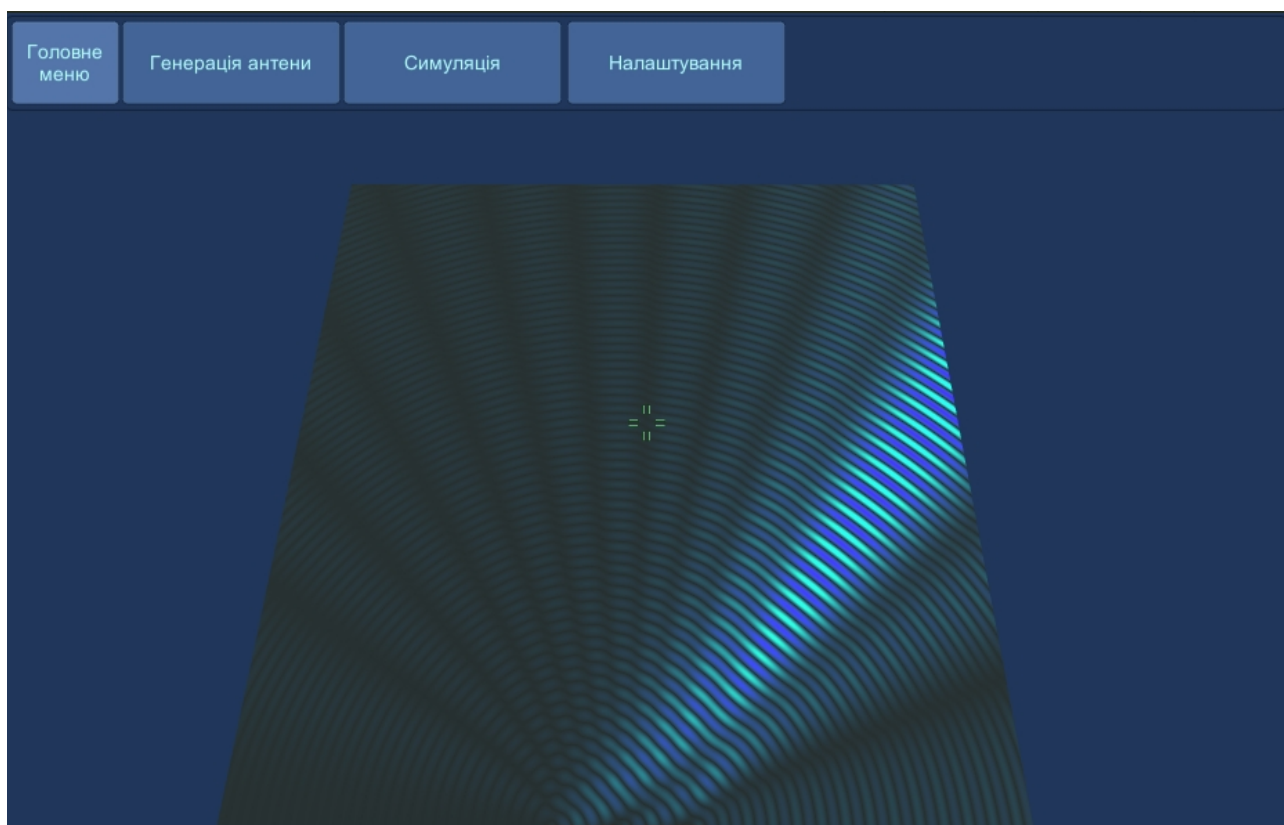 Головне
меню
Генерація антени
Симуляція
Налаштування